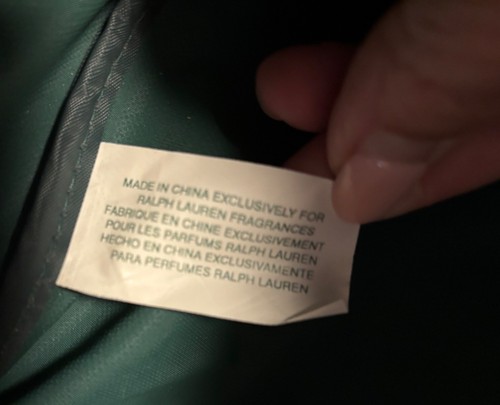 MADE IN CHINA EXCLUSIVELY FOR
RALPH LAUREN FRAGRANCES
FABRIQUE EN CHINE EXCLUSIVEMENT
POUR LES PARFUMS RALPH LAUREN
HECHO EN CHINA EXCLUSIVAMENTE
PARA PERFUMES RALPH LAUREN